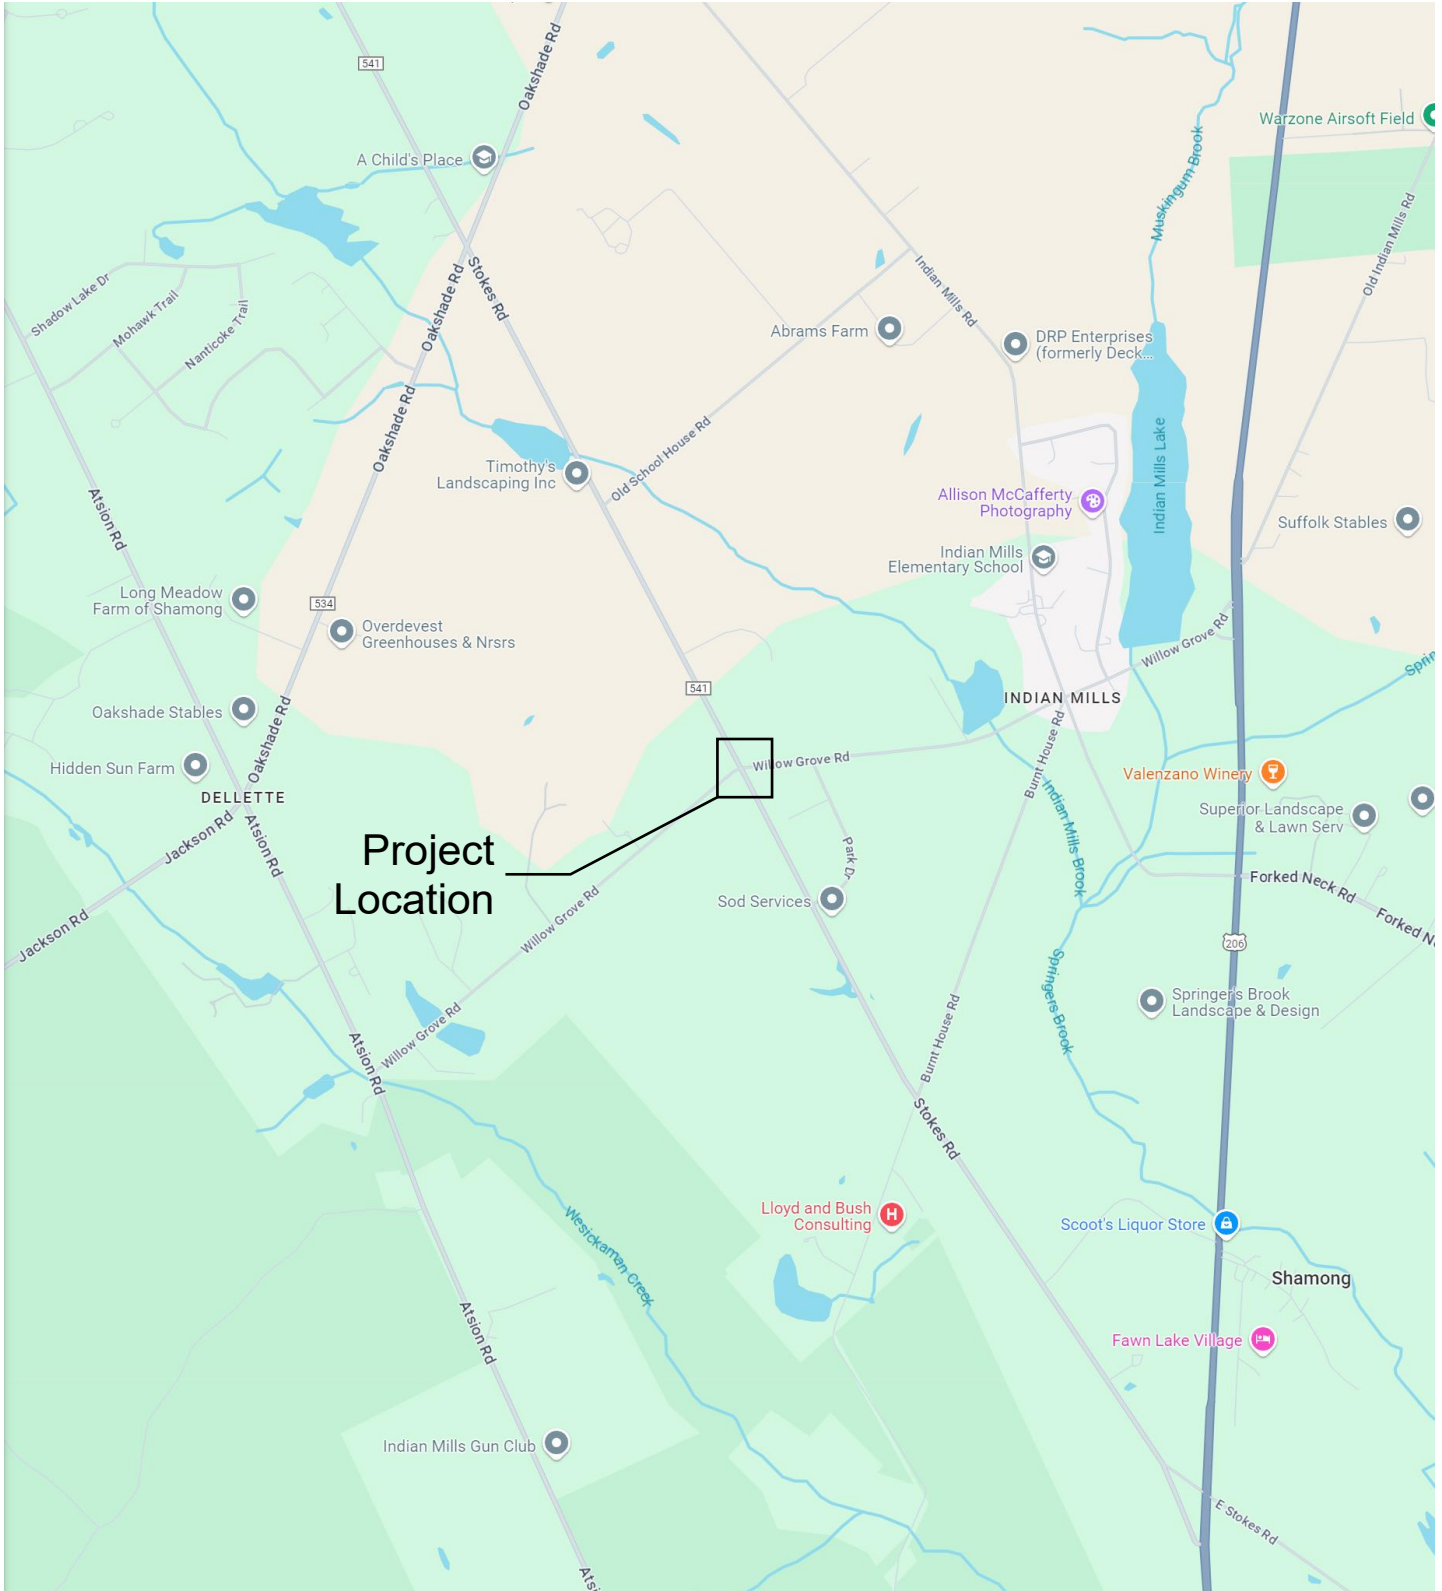 541
Oakshade Rd
Warzone Airsoft Field
A Child's Place
Muskingum Brook
Old Indian Mills Rd
Stokes Rd
Oakshade Rd
Indian Mills Rd
Shadow Lake Dr
Mohawk Trail
Nanticoke Trail
Abrams Farm
DRP Enterprises
(formerly Deck...
Oakshade Rd
Old School House Rd
Indian Mills Lake
Timothy's
Landscaping Inc
Allison McCafferty
Photography
Atsion Rd
Suffolk Stables
Indian Mills
Elementary School
Long Meadow
Farm of Shamong
534
Overdevest
Greenhouses & Nrsrs
Willow Grove Rd
Sprin
541
INDIAN MILLS
Oakshade Stables
Oakshade Rd
Burnt House Rd
Hidden Sun Farm
Willow Grove Rd
Valenzano Winery
DELLETTE
Indian Mills Brook
Superior Landscape
& Lawn Serv
Jackson Rd
Atsion Rd
Project
Location
Park Dr
Forked Neck Rd
Sod Services
Willow Grove Rd
Forked N
Jackson Rd
206
Springers Brook
Springer's Brook
Landscape & Design
Willow Grove Rd
Atsion Rd
Burnt House Rd
Stokes Rd
Lloyd and Bush
Consulting
H
Scoot's Liquor Store
Wesickaman Creek
Shamong
Atsion Rd
Fawn Lake Village
Indian Mills Gun Club
E Stokes Rd
Atsi